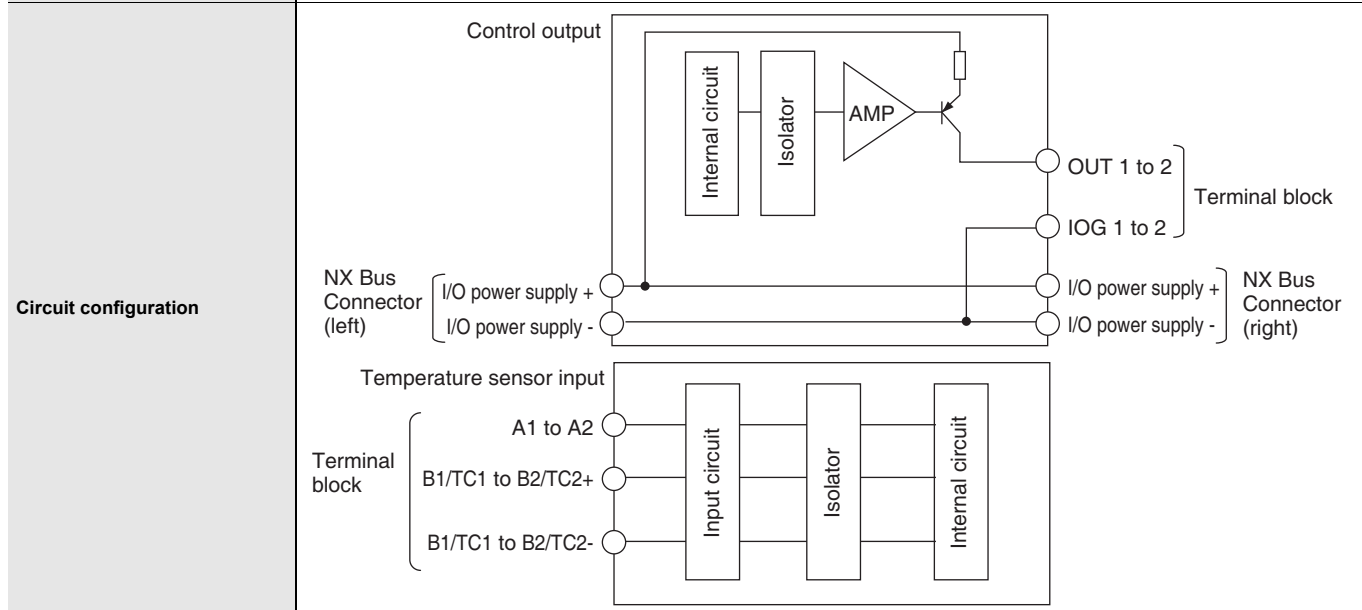 Circuit configuration
Control output
Internal circuit
Isolator
AMP
OUT 1 to 2
IOG 1 to 2
Terminal block
NX Bus
Connector
(left)
I/O power supply +
I/O power supply -
I/O power supply +
I/O power supply -
NX Bus
Connector
(right)
Temperature sensor input
Terminal
block
A1 to A2
B1/TC1 to B2/TC2+
B1/TC1 to B2/TC2-
Input circuit
Isolator
Internal circuit